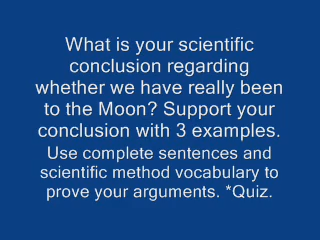 What is your scientific
conclusion regarding
whether we have really been
to the Moon? Support your
conclusion with 3 examples.
Use complete sentences and
scientific method vocabulary to
prove your arguments. *Quiz.